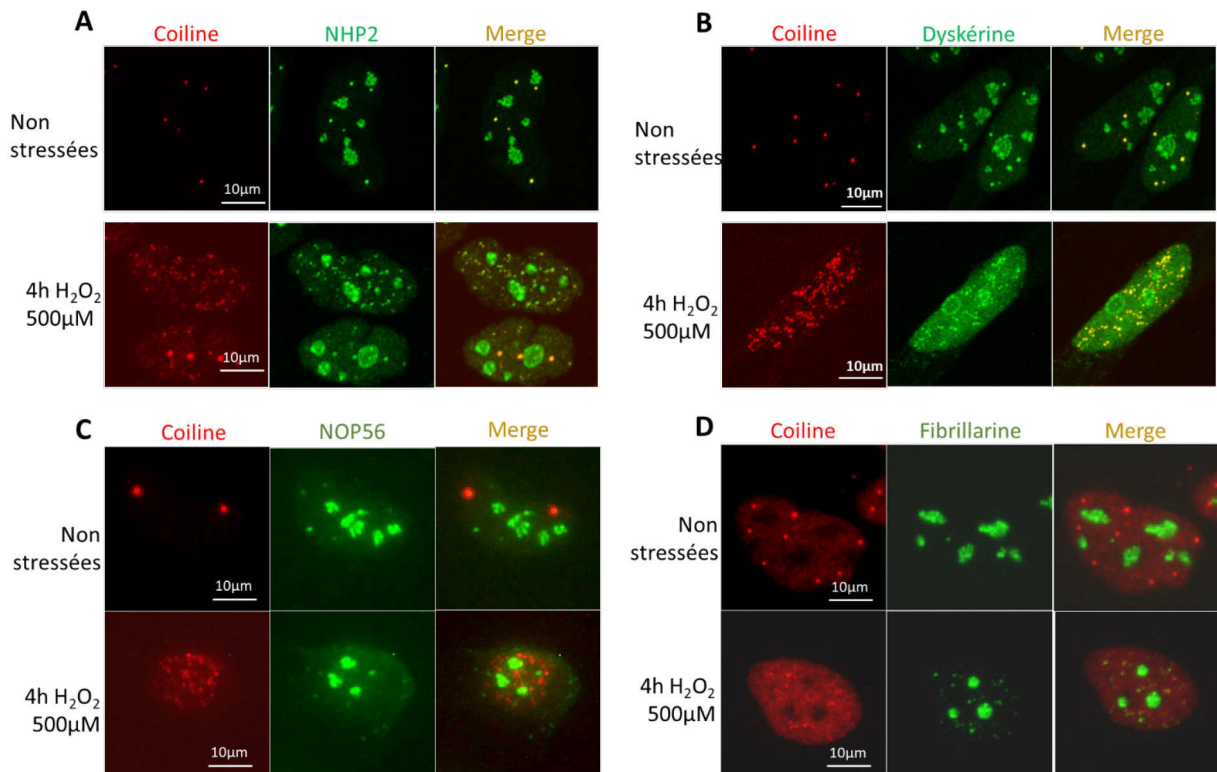 A
Coiline NHP2 Merge
Non
stressées
10µm
4h H₂O₂
500µM
10µm
B
Coiline Dyskérine Merge
Non
stressées
10µm
4h H₂O₂
500µM
10µm
C
Coiline NOP56 Merge
Non
stressées
10µm
4h H₂O₂
500µM
10µm
D
Coiline Fibrillarine Merge
Non
stressées
10µm
4h H₂O₂
500µM
10µm